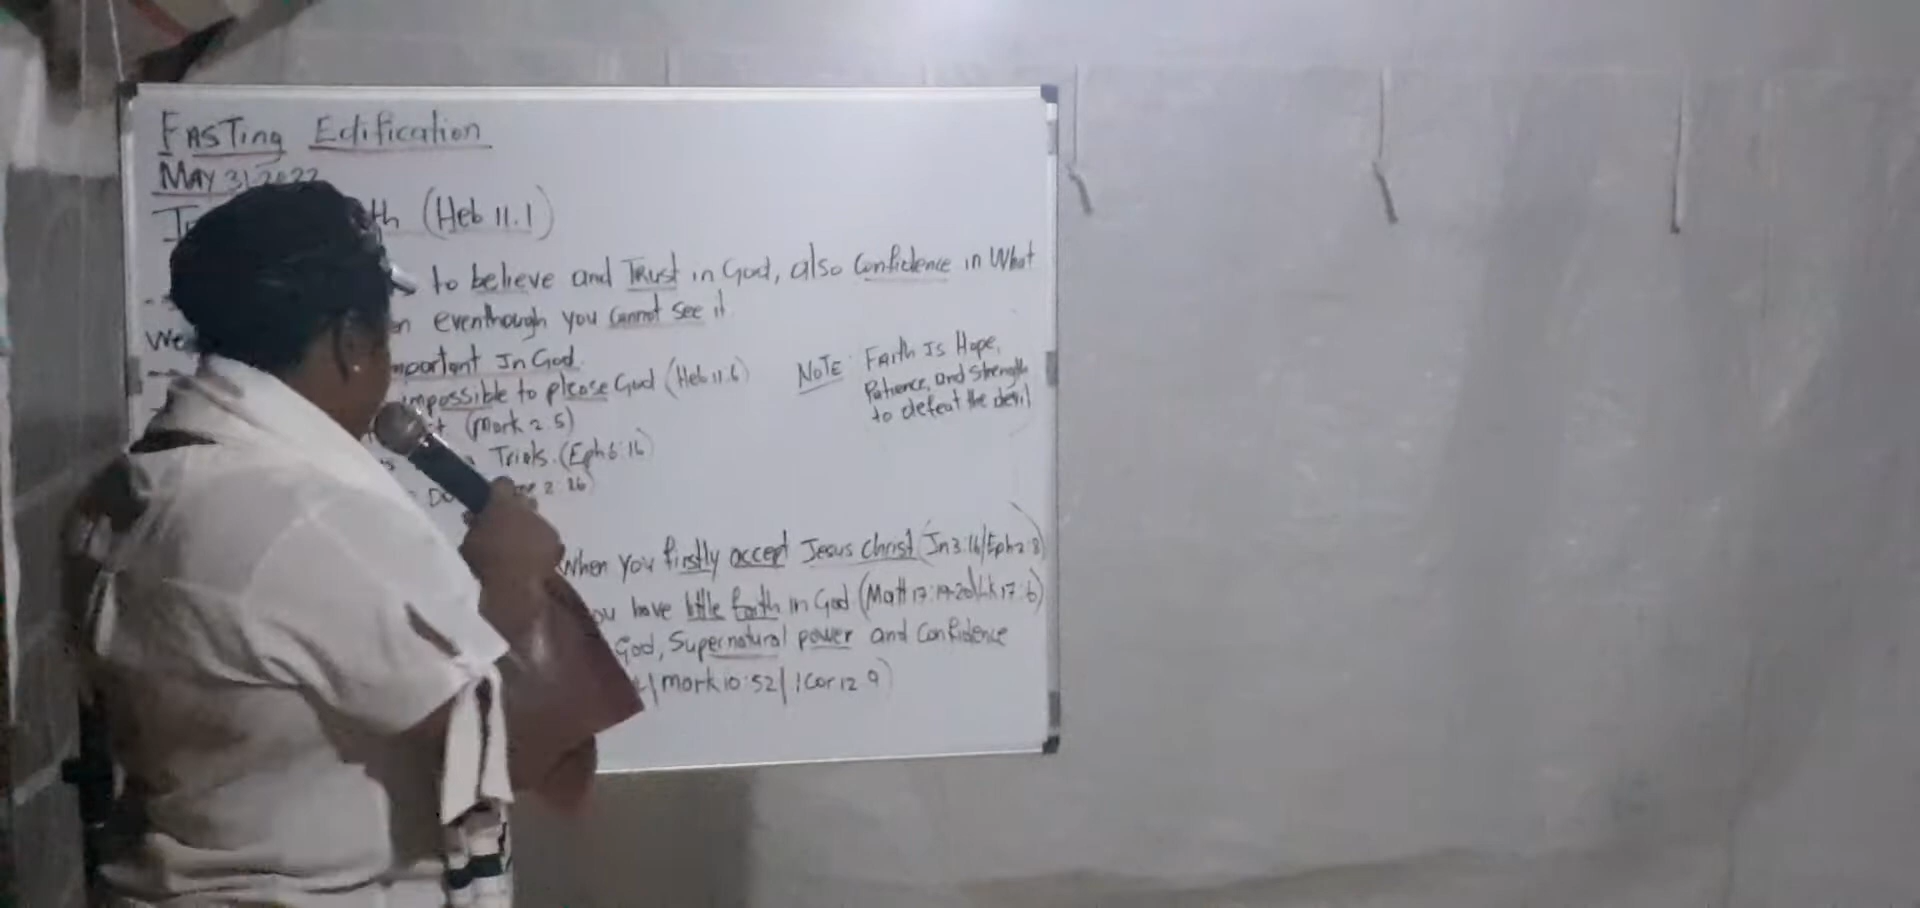 Fasting Edification
May 31 2022
th (Heb 11.1)
to believe and Trust in God, also Confidence in What
We en eventhough you Cannot see it
mportant In God.
impossible to please God (Heb 11.6)
NOTE: Faith Is Hope,
Patience, and strength
to defeat the devil
(Mark 2.5)
Trials. (Eph 6:16)
2:26)
When you firstly accept Jesus Christ (Jn 3:16/Eph 2:8)
ou have little faith in God (Matt 17:19-20/Lk 17:6)
God, Supernatural power and Confidence
/Mark 10:52/1 Cor 12.9)